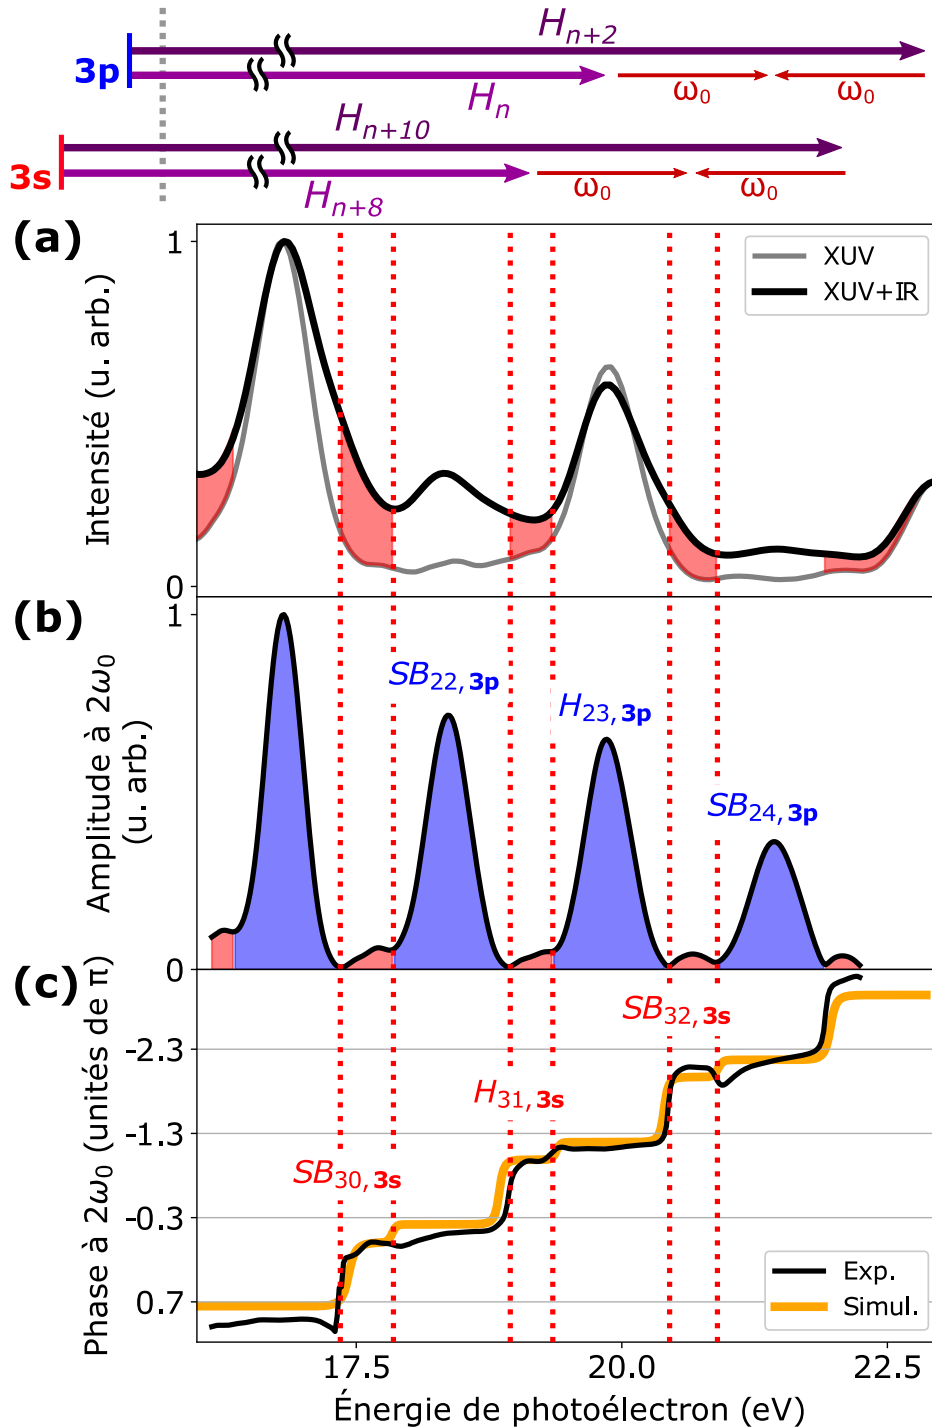 H_{n+2}
3p
H_n
ω₀ ω₀
H_{n+10}
3s
H_{n+8}
ω₀ ω₀
(a)
1
XUV
XUV+IR
Intensité (u. arb.)
0
(b)
1
SB_{22, 3p}
H_{23, 3p}
SB_{24, 3p}
Amplitude à 2ω₀
(u. arb.)
0
(c)
SB_{32, 3s}
-2.3
H_{31, 3s}
-1.3
SB_{30, 3s}
-0.3
0.7
Phase à 2ω₀ (unités de π)
Exp.
Simul.
17.5 20.0 22.5
Énergie de photoélectron (eV)